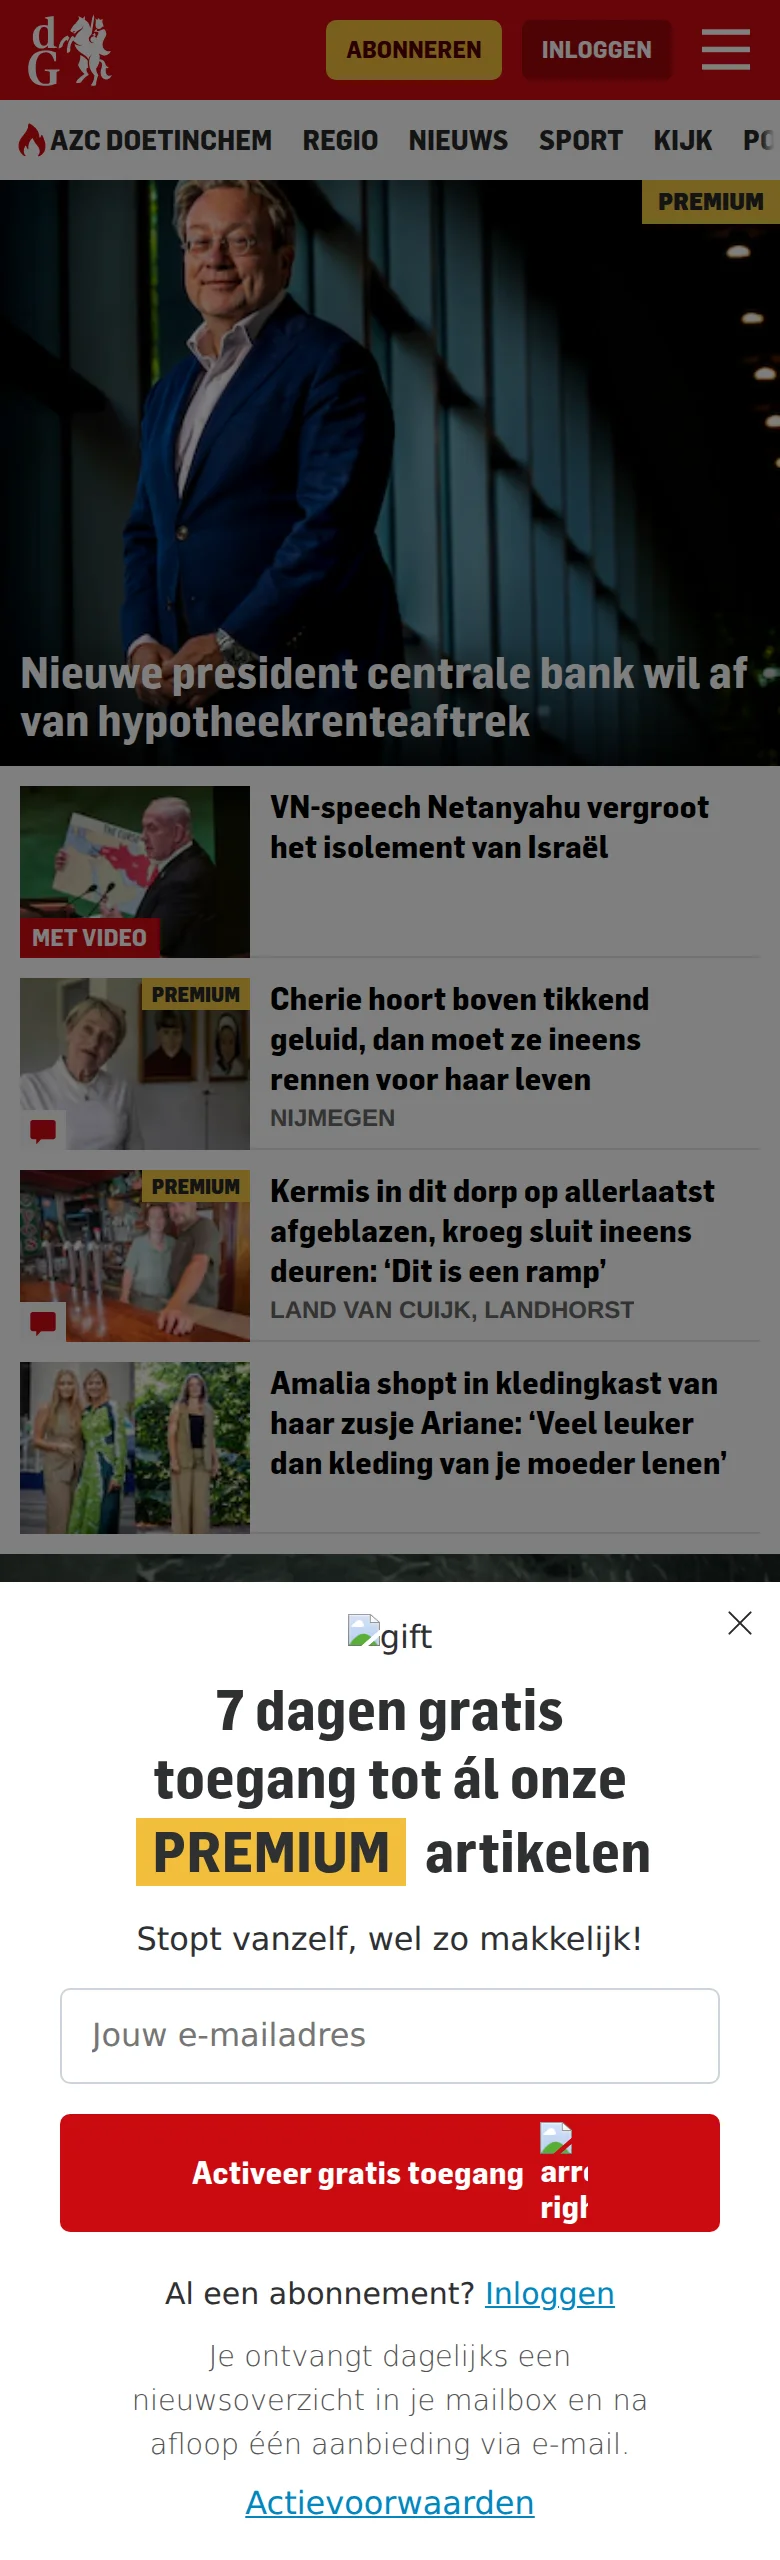 dG
ABONNEREN
INLOGGEN
AZC DOETINCHEM REGIO NIEUWS SPORT KIJK PO
PREMIUM
Nieuwe president centrale bank wil af
van hypotheekrenteaftrek
VN-speech Netanyahu vergroot
het isolement van Israël
MET VIDEO
PREMIUM
Cherie hoort boven tikkend
geluid, dan moet ze ineens
rennen voor haar leven
NIJMEGEN
PREMIUM
Kermis in dit dorp op allerlaatst
afgeblazen, kroeg sluit ineens
deuren: ‘Dit is een ramp’
LAND VAN CUIJK, LANDHORST
Amalia shopt in kledingkast van
haar zusje Ariane: ‘Veel leuker
dan kleding van je moeder lenen’
gift
7 dagen gratis
toegang tot ál onze
PREMIUM artikelen
Stopt vanzelf, wel zo makkelijk!
Jouw e-mailadres
Activeer gratis toegang
Al een abonnement? Inloggen
Je ontvangt dagelijks een
nieuwsoverzicht in je mailbox en na
afloop één aanbieding via e-mail.
Actievoorwaarden